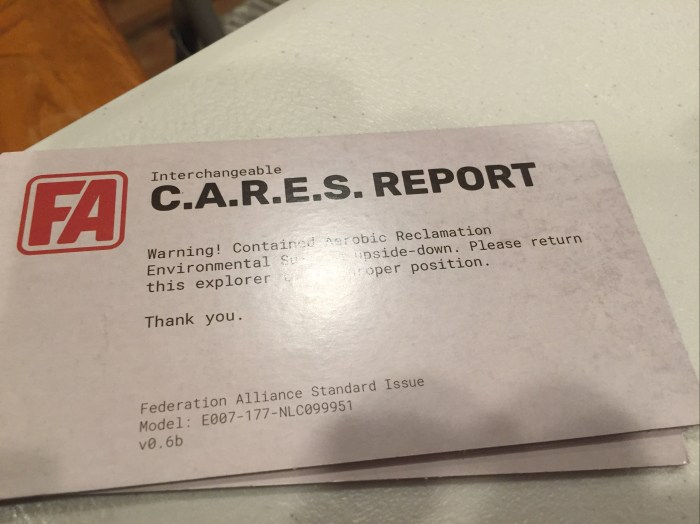 FA
Interchangeable
C.A.R.E.S. REPORT
Warning! Contained Aerobic Reclamation
Environmental upside-down. Please return
this explorer proper position.
Thank you.
Federation Alliance Standard Issue
Model: E007-177-NLC099951
v0.6b